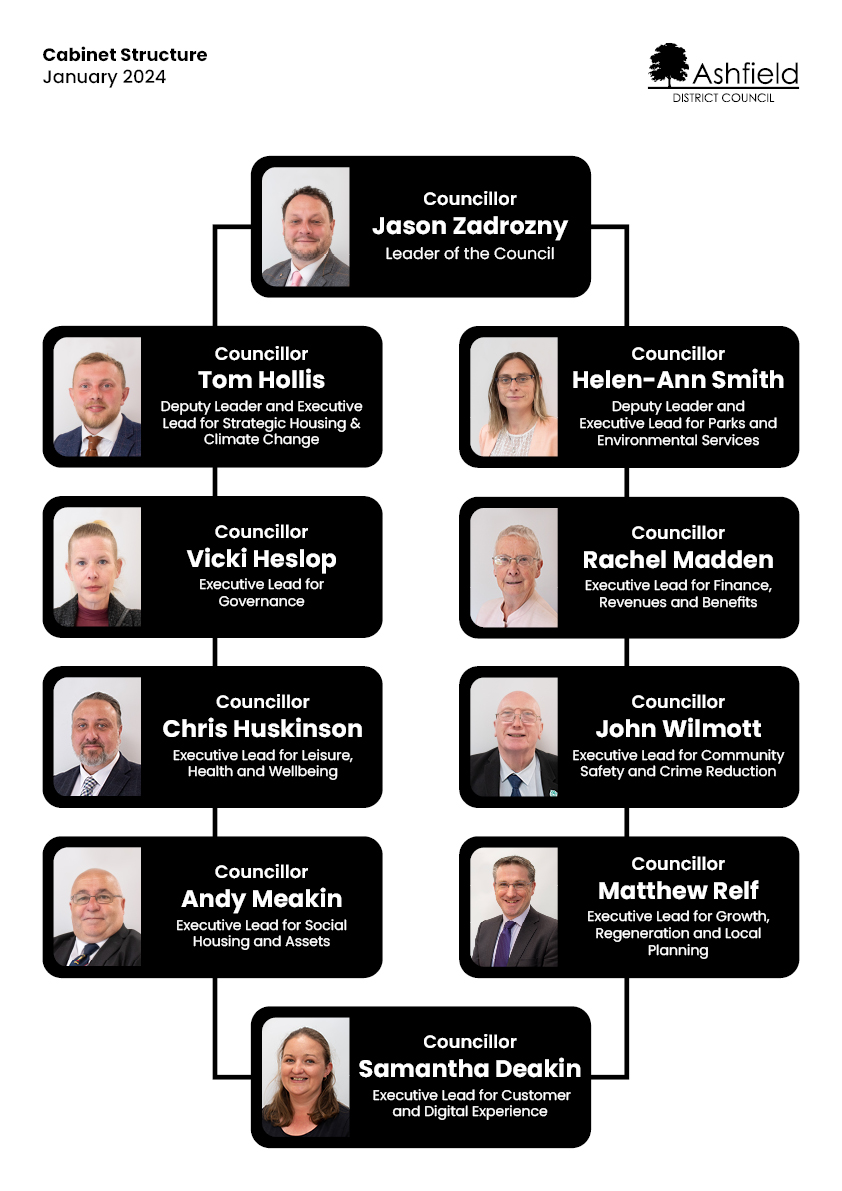 Cabinet Structure
January 2024
Ashfield
DISTRICT COUNCIL
Councillor
Jason Zadrozny
Leader of the Council
Councillor
Tom Hollis
Deputy Leader and Executive
Lead for Strategic Housing &
Climate Change
Councillor
Helen-Ann Smith
Deputy Leader and
Executive Lead for Parks and
Environmental Services
Councillor
Vicki Heslop
Executive Lead for
Governance
Councillor
Rachel Madden
Executive Lead for Finance,
Revenues and Benefits
Councillor
Chris Huskinson
Executive Lead for Leisure,
Health and Wellbeing
Councillor
John Wilmott
Executive Lead for Community
Safety and Crime Reduction
Councillor
Andy Meakin
Executive Lead for Social
Housing and Assets
Councillor
Matthew Relf
Executive Lead for Growth,
Regeneration and Local
Planning
Councillor
Samantha Deakin
Executive Lead for Customer
and Digital Experience